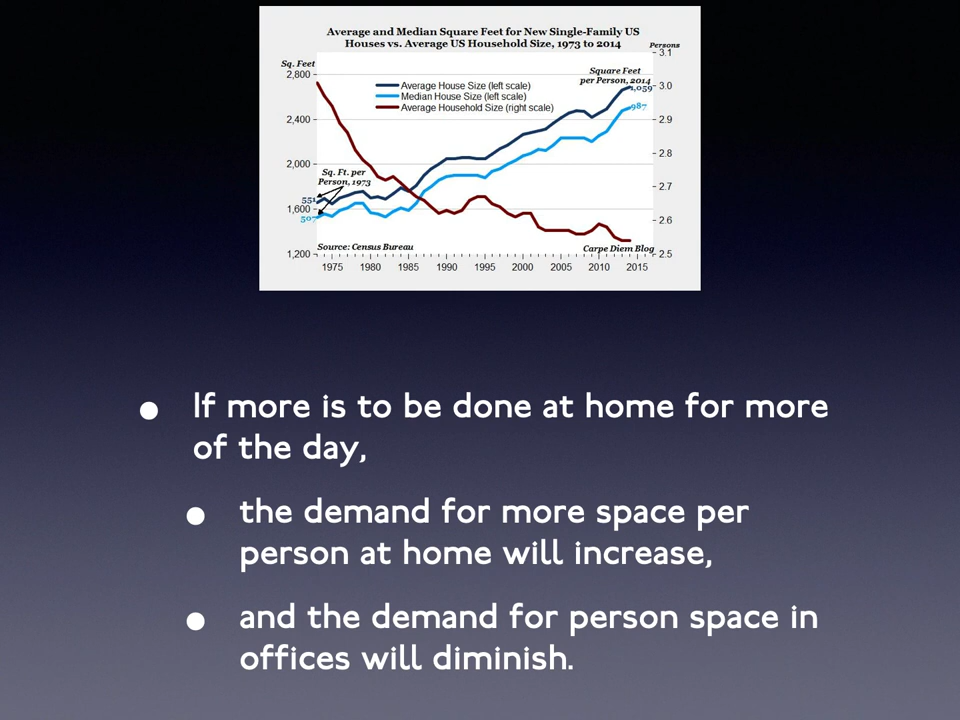 Average and Median Square Feet for New Single-Family US
Houses vs. Average US Household Size, 1973 to 2014
Persons
Sq. Feet
3.1
2,800
Square Feet
per Person, 2014
Average House Size (left scale)
Median House Size (left scale)
Average Household Size (right scale)
1,059
3.0
2,400
987
2.9
2,000
2.8
Sq. Ft. per
Person, 1973
2.7
551
1,600
507
2.6
Source: Census Bureau
Carpe Diem Blog
1,200
2.5
1975 1980 1985 1990 1995 2000 2005 2010 2015
• If more is to be done at home for more
of the day,
• the demand for more space per
person at home will increase,
• and the demand for person space in
offices will diminish.